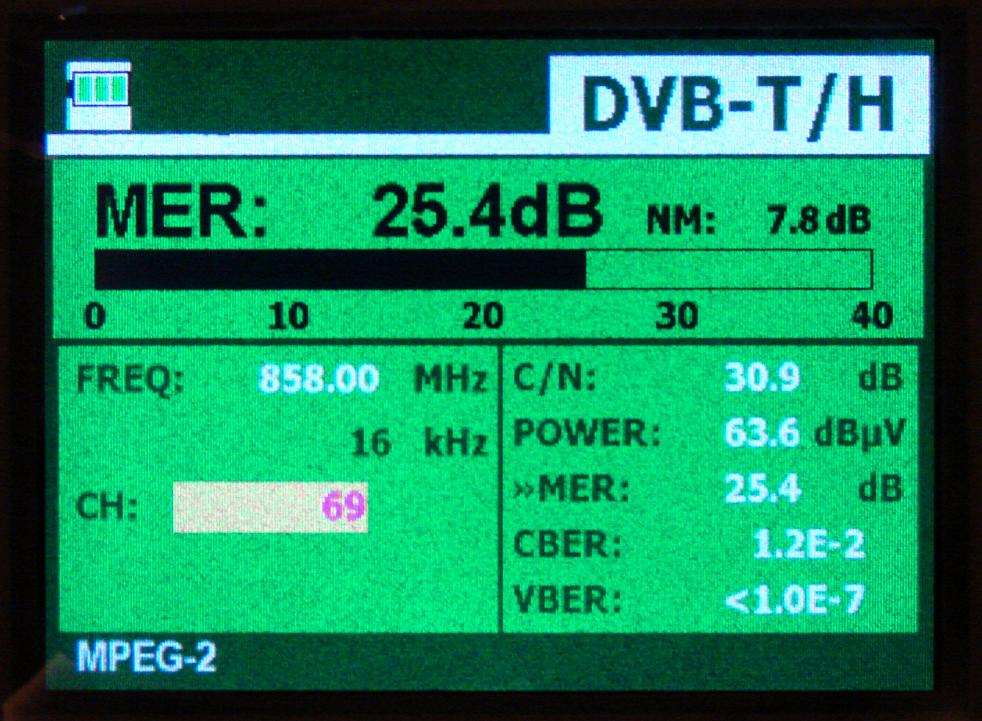 DVB-T/H
MER: 25.4dB NM: 7.8dB
0 10 20 30 40
FREQ: 858.00 MHz
16 kHz
CH: 69
C/N: 30.9 dB
POWER: 63.6 dBµV
»MER: 25.4 dB
CBER: 1.2E-2
VBER: <1.0E-7
MPEG-2